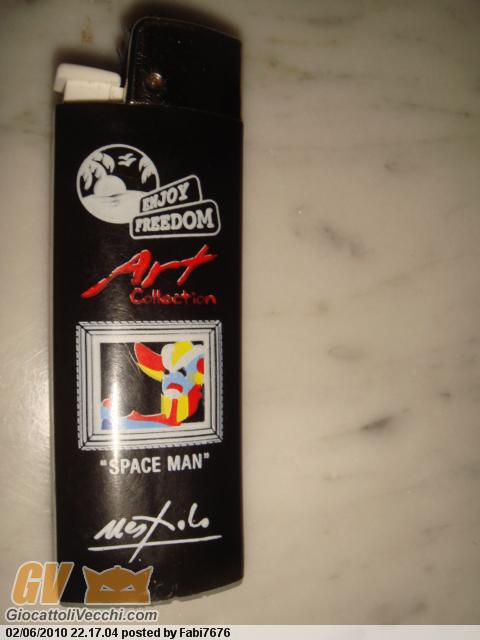 ENJOY
FREEDOM
Art
Collection
"SPACE MAN"
GV
GiocattoliVecchi.com
02/06/2010 22.17.04 posted by Fabi7676